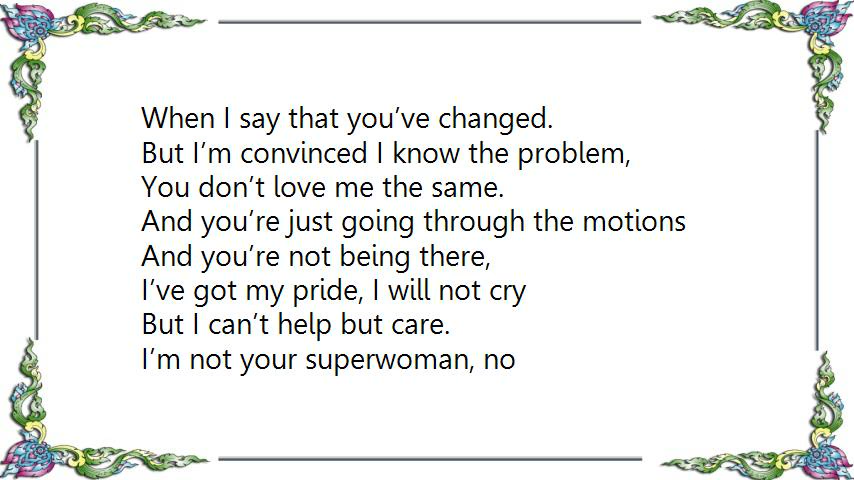 When I say that you’ve changed.
But I’m convinced I know the problem,
You don’t love me the same.
And you’re just going through the motions
And you’re not being there,
I’ve got my pride, I will not cry
But I can’t help but care.
I’m not your superwoman, no